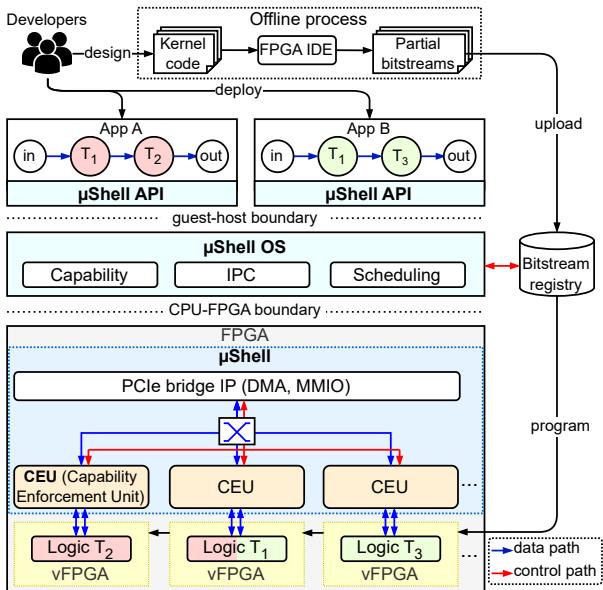 Developers
Offline process
design
Kernel
code
FPGA IDE
Partial
bitstreams
deploy
upload
App A
in
T1
T2
out
µShell API
App B
in
T1
T3
out
µShell API
guest-host boundary
µShell OS
Capability
IPC
Scheduling
Bitstream
registry
CPU-FPGA boundary
FPGA
µShell
PCIe bridge IP (DMA, MMIO)
program
CEU (Capability
Enforcement Unit)
CEU
CEU
...
Logic T2
vFPGA
Logic T1
vFPGA
Logic T3
vFPGA
...
data path
control path